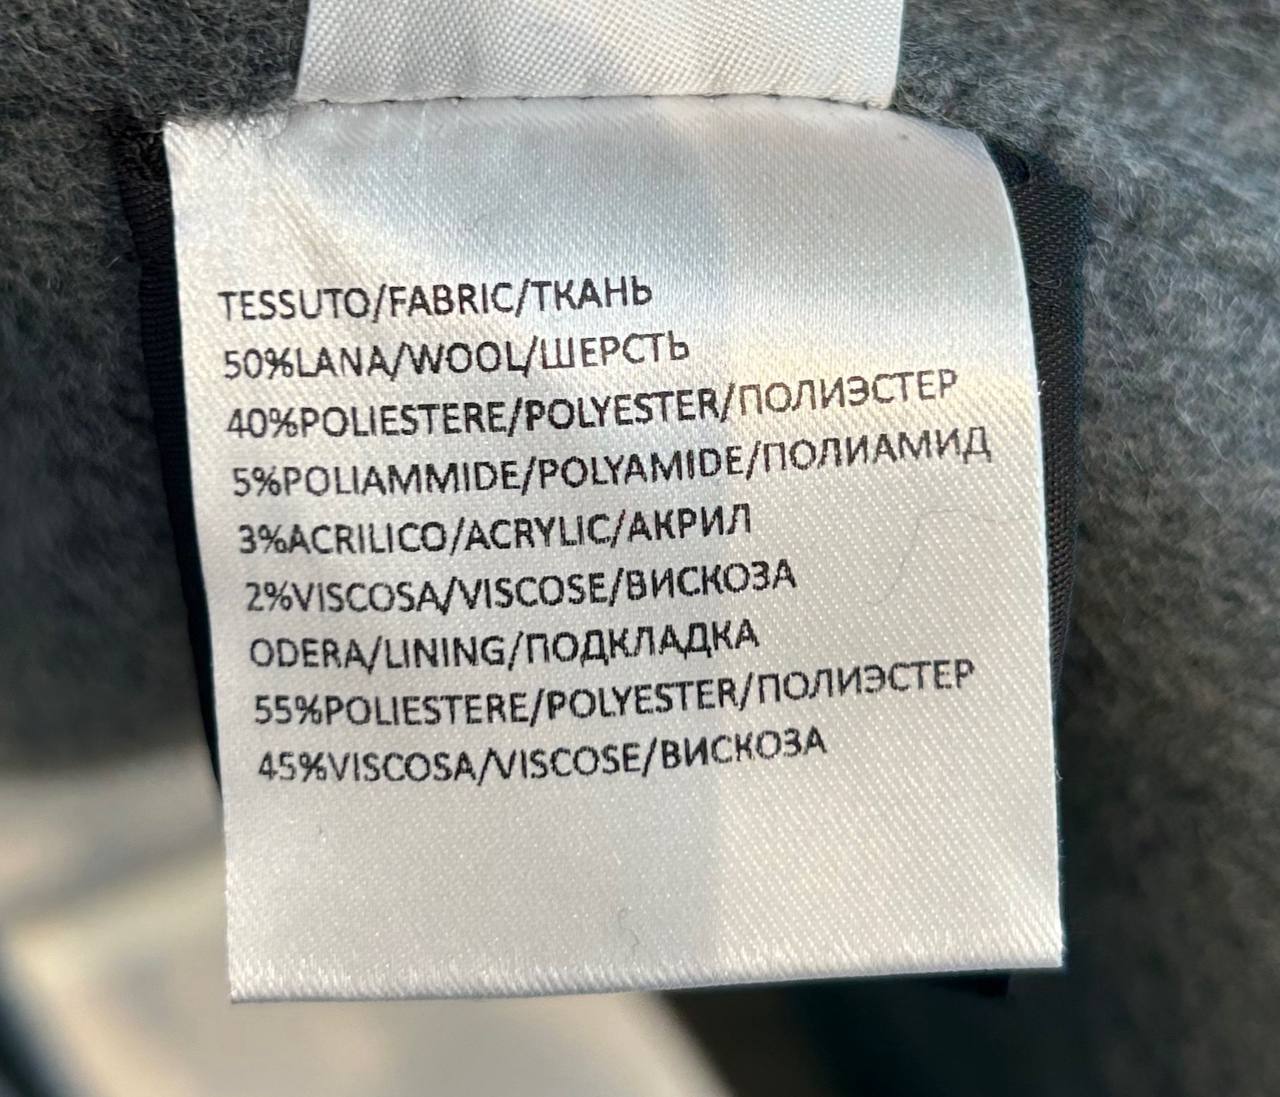 TESSUTO/FABRIC/ТКАНЬ
50%LANA/WOOL/ШЕРСТЬ
40%POLIESTERE/POLYESTER/ПОЛИЭСТЕР
5%POLIAMMIDE/POLYAMIDE/ПОЛИАМИД
3%ACRILICO/ACRYLIC/АКРИЛ
2%VISCOSA/VISCOSE/ВИСКОЗА
ODERA/LINING/ПОДКЛАДКА
55%POLIESTERE/POLYESTER/ПОЛИЭСТЕР
45%VISCOSA/VISCOSE/ВИСКОЗА